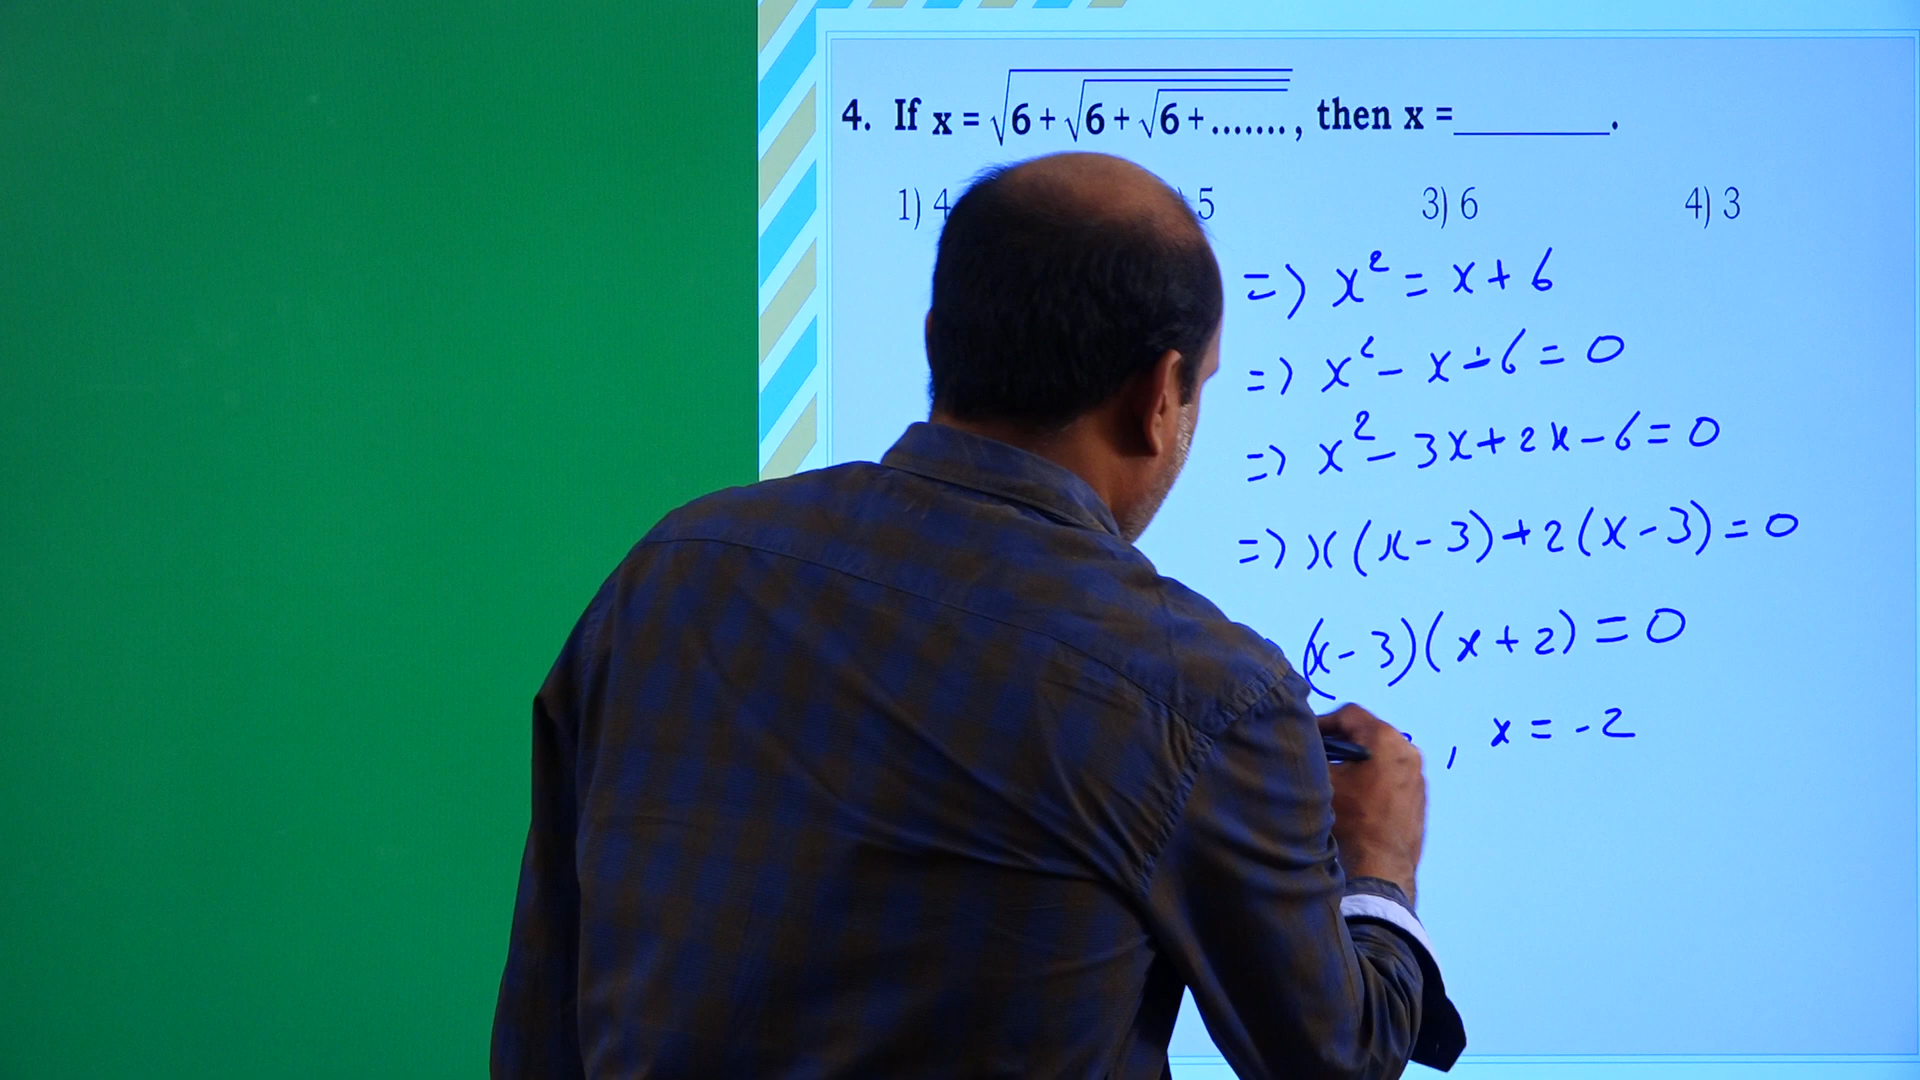 4. If x = √6 + √6 + √6 + ......., then x = ________.
1) 4 5 3) 6 4) 3
=> x² = x + 6
=> x² - x - 6 = 0
=> x² - 3x + 2x - 6 = 0
=> x(x - 3) + 2(x - 3) = 0
(x - 3)(x + 2) = 0
, x = -2